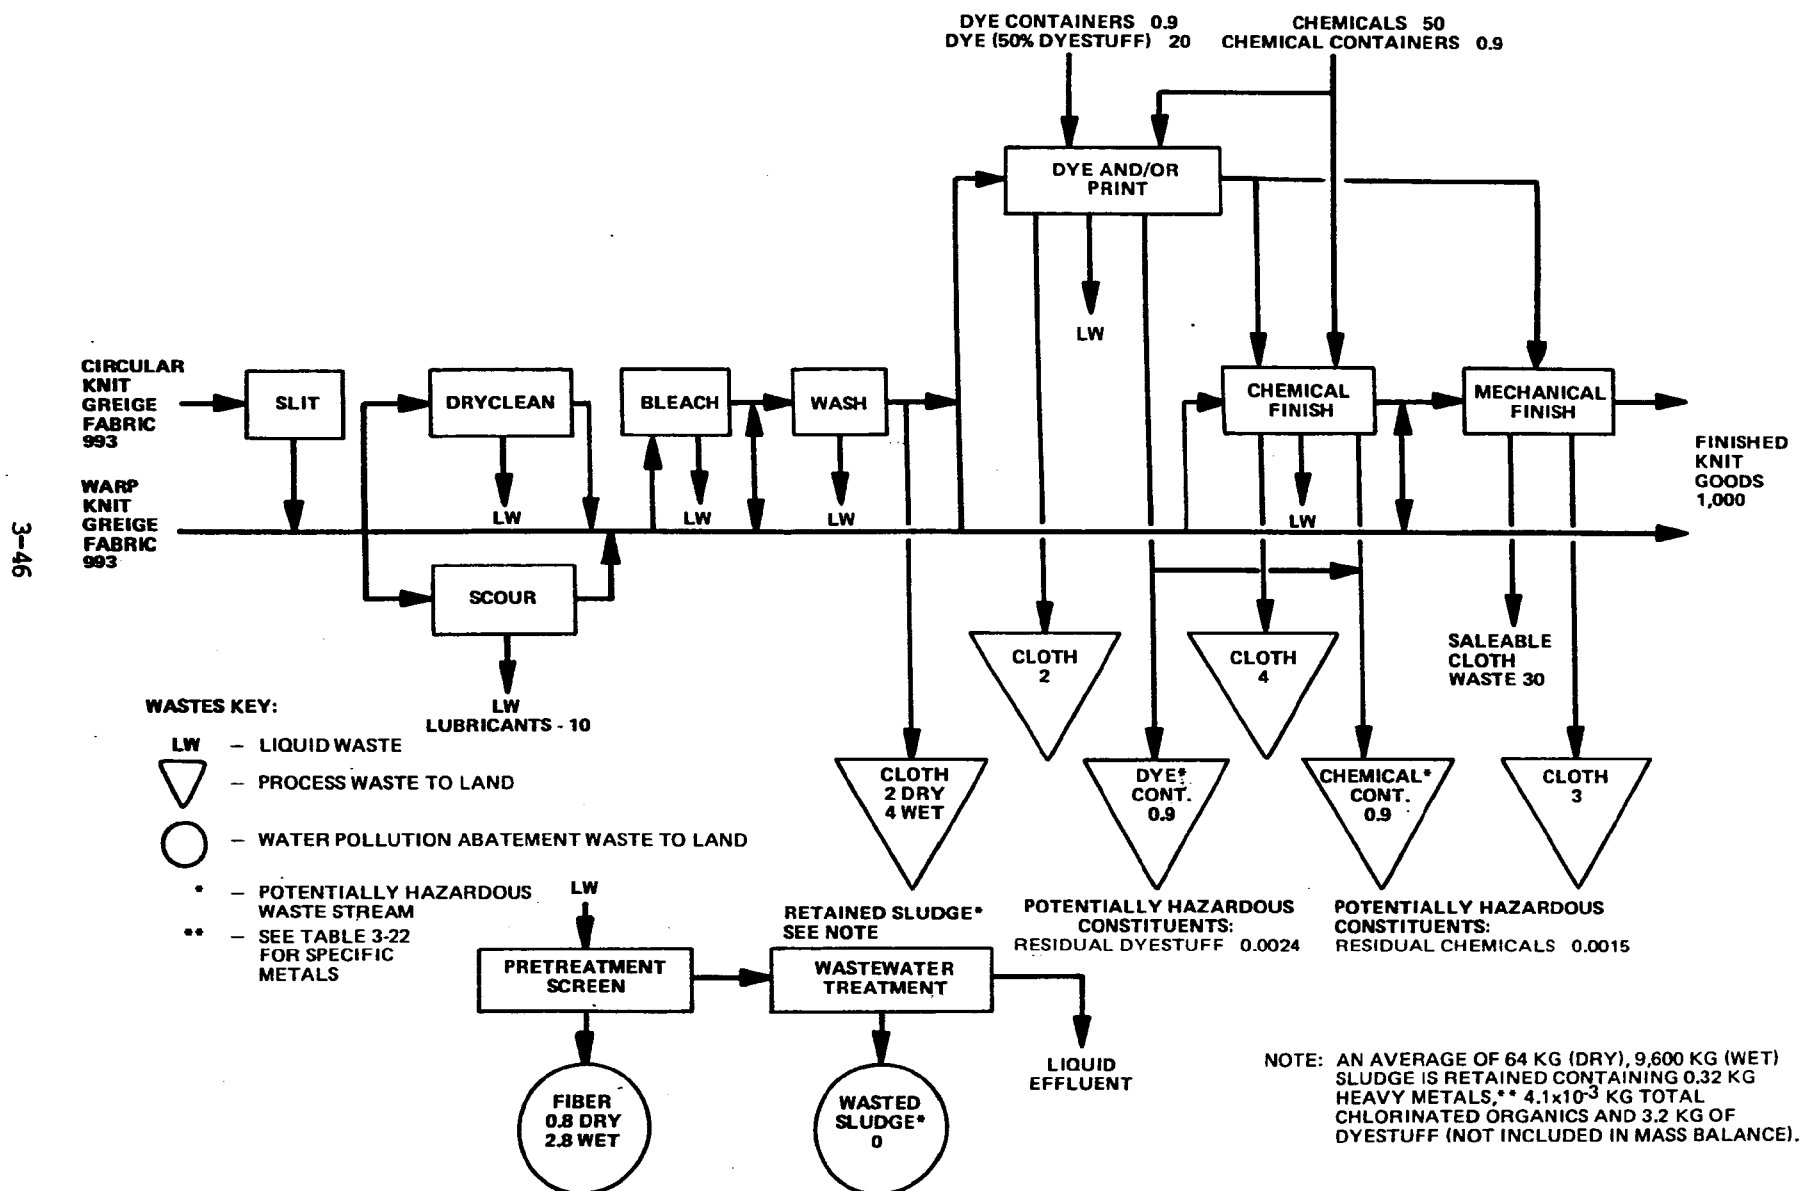 DYE CONTAINERS 0.9
DYE (50% DYESTUFF) 20
CHEMICALS 50
CHEMICAL CONTAINERS 0.9
DYE AND/OR
PRINT
LW
CIRCULAR
KNIT
GREIGE
FABRIC
993
SLIT
DRYCLEAN
BLEACH
WASH
CHEMICAL
FINISH
MECHANICAL
FINISH
FINISHED
KNIT
GOODS
1,000
WARP
KNIT
GREIGE
FABRIC
993
LW
LW
LW
LW
3-46
SCOUR
LW
LUBRICANTS - 10
CLOTH
2
CLOTH
4
SALEABLE
CLOTH
WASTE 30
CLOTH
2 DRY
4 WET
DYE*
CONT.
0.9
CHEMICAL*
CONT.
0.9
CLOTH
3
WASTES KEY:
LW – LIQUID WASTE
– PROCESS WASTE TO LAND
– WATER POLLUTION ABATEMENT WASTE TO LAND
* – POTENTIALLY HAZARDOUS
WASTE STREAM
** – SEE TABLE 3-22
FOR SPECIFIC
METALS
LW
RETAINED SLUDGE*
SEE NOTE
POTENTIALLY HAZARDOUS
CONSTITUENTS:
RESIDUAL DYESTUFF 0.0024
POTENTIALLY HAZARDOUS
CONSTITUENTS:
RESIDUAL CHEMICALS 0.0015
PRETREATMENT
SCREEN
WASTEWATER
TREATMENT
LIQUID
EFFLUENT
FIBER
0.8 DRY
2.8 WET
WASTED
SLUDGE*
0
NOTE: AN AVERAGE OF 64 KG (DRY), 9,600 KG (WET)
SLUDGE IS RETAINED CONTAINING 0.32 KG
HEAVY METALS,** 4.1x10⁻³ KG TOTAL
CHLORINATED ORGANICS AND 3.2 KG OF
DYESTUFF (NOT INCLUDED IN MASS BALANCE).